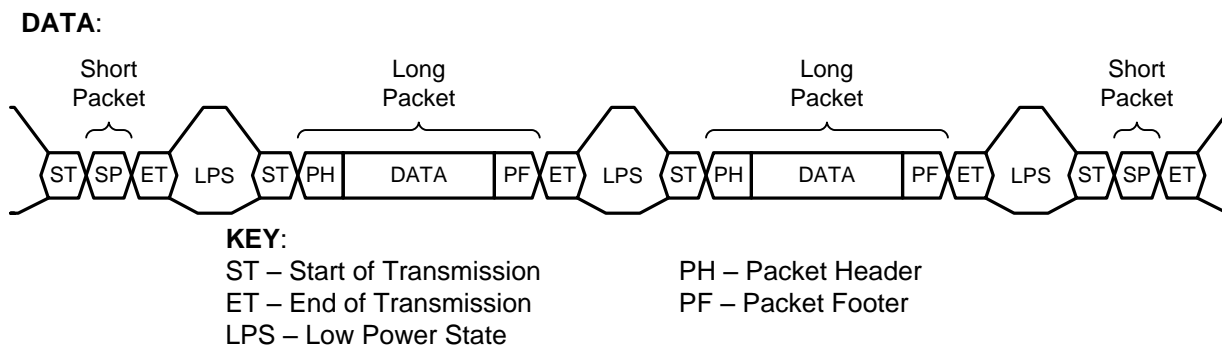 DATA:
Short Packet
Long Packet
Long Packet
Short Packet
ST SP ET LPS ST PH DATA PF ET LPS ST PH DATA PF ET LPS ST SP ET
KEY:
ST – Start of Transmission
ET – End of Transmission
LPS – Low Power State
PH – Packet Header
PF – Packet Footer